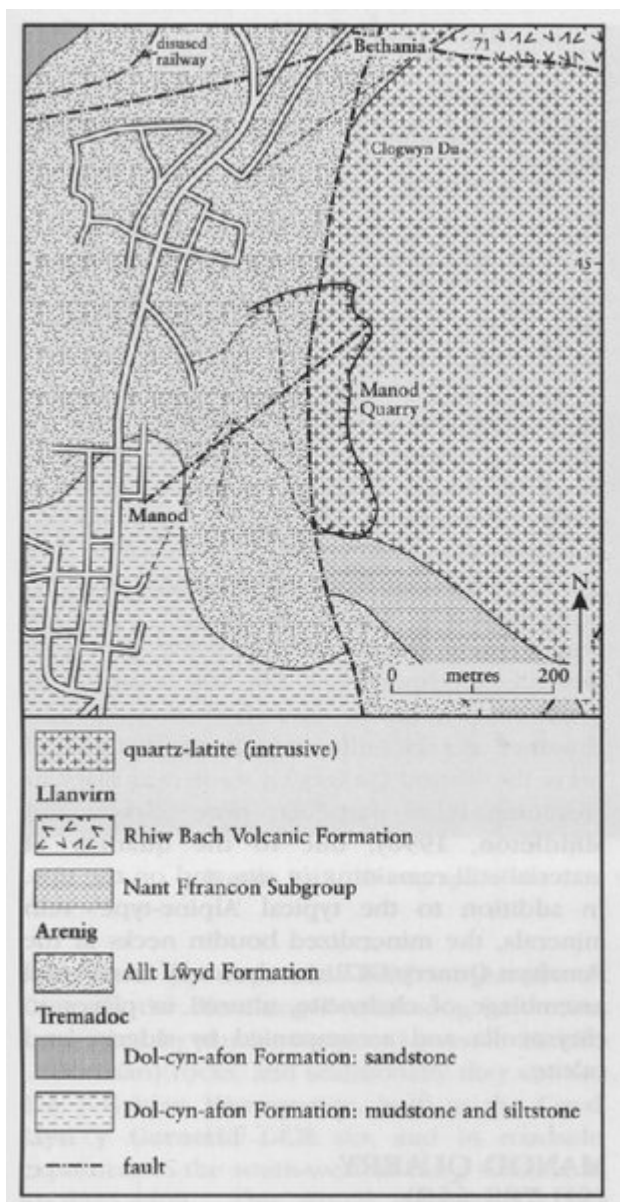 disused
railway
Bethania
71
Clogwyn Du
45
Manod
Quarry
Manod
N
0 metres 200
quartz-latite (intrusive)
Llanvirn
Rhiw Bach Volcanic Formation
Nant Ffrancon Subgroup
Arenig
Allt Lŵyd Formation
Tremadoc
Dol-cyn-afon Formation: sandstone
Dol-cyn-afon Formation: mudstone and siltstone
fault